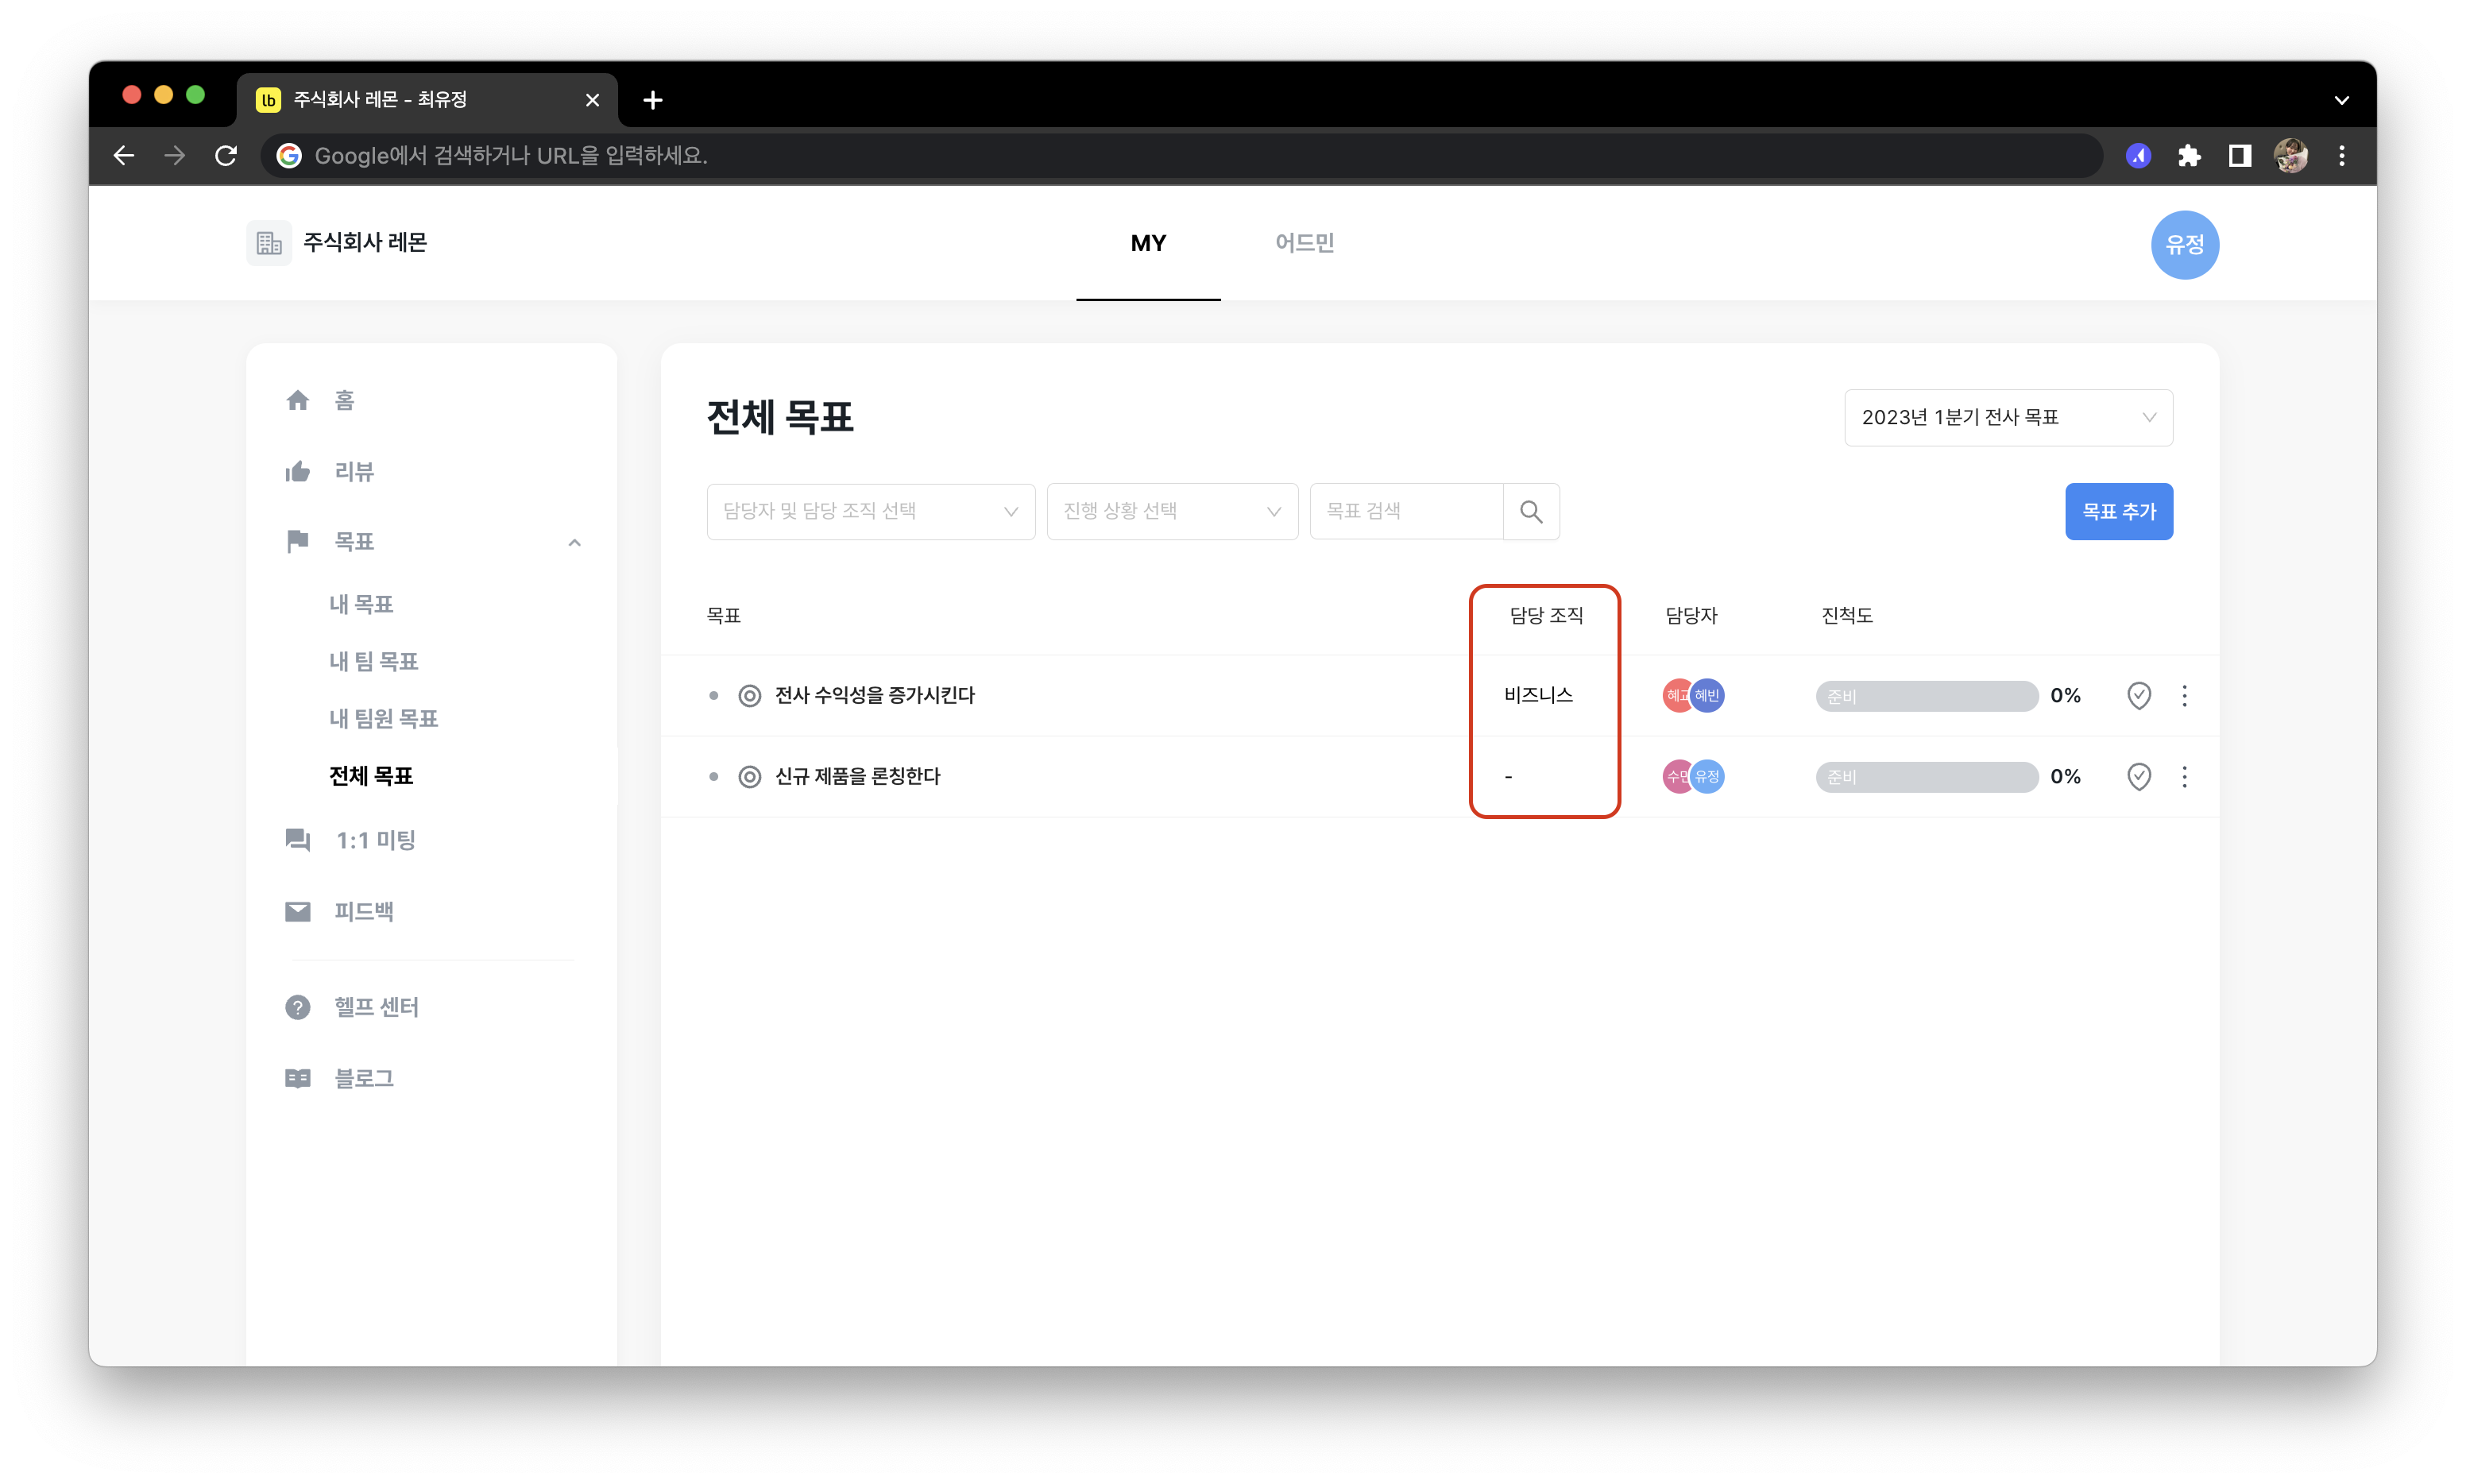 lb 주식회사 레몬 - 최유정
Google에서 검색하거나 URL을 입력하세요.
주식회사 레몬
MY
어드민
유정
홈
리뷰
목표
내 목표
내 팀 목표
내 팀원 목표
전체 목표
1:1 미팅
피드백
헬프 센터
블로그
전체 목표
2023년 1분기 전사 목표
담당자 및 담당 조직 선택
진행 상황 선택
목표 검색
목표 추가
목표 담당 조직 담당자 진척도
전사 수익성을 증가시킨다 비즈니스 혜빈 준비 0%
신규 제품을 론칭한다 - 유정 준비 0%